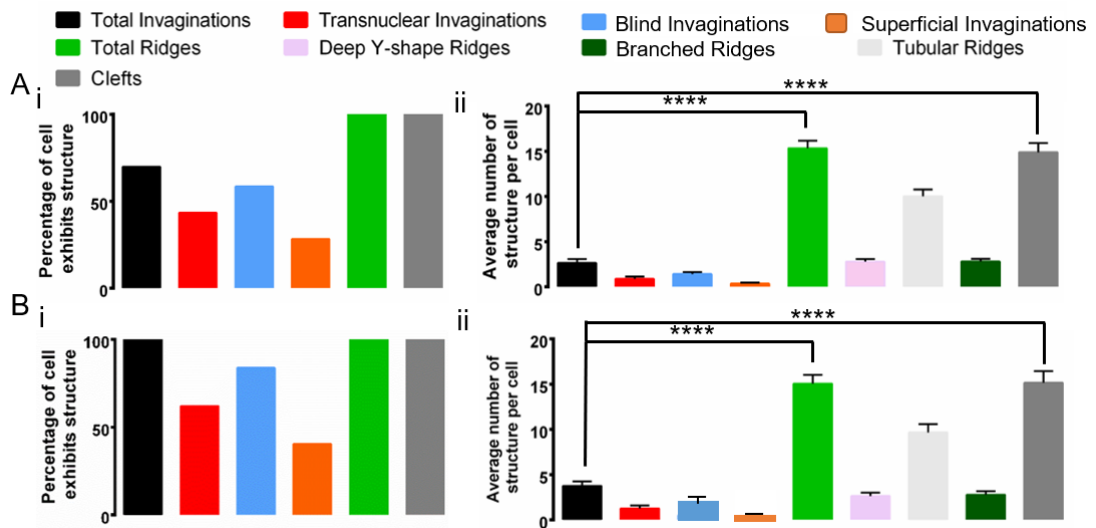 Total Invaginations Transnuclear Invaginations Blind Invaginations Superficial Invaginations
Total Ridges Deep Y-shape Ridges Branched Ridges Tubular Ridges
Clefts
A
i
Percentage of cell
exhibits structure
100
50
0
ii
Average number of
structure per cell
20
15
10
5
0
****
****
B
i
Percentage of cell
exhibits structure
100
50
0
ii
Average number of
structure per cell
20
15
10
5
0
****
****